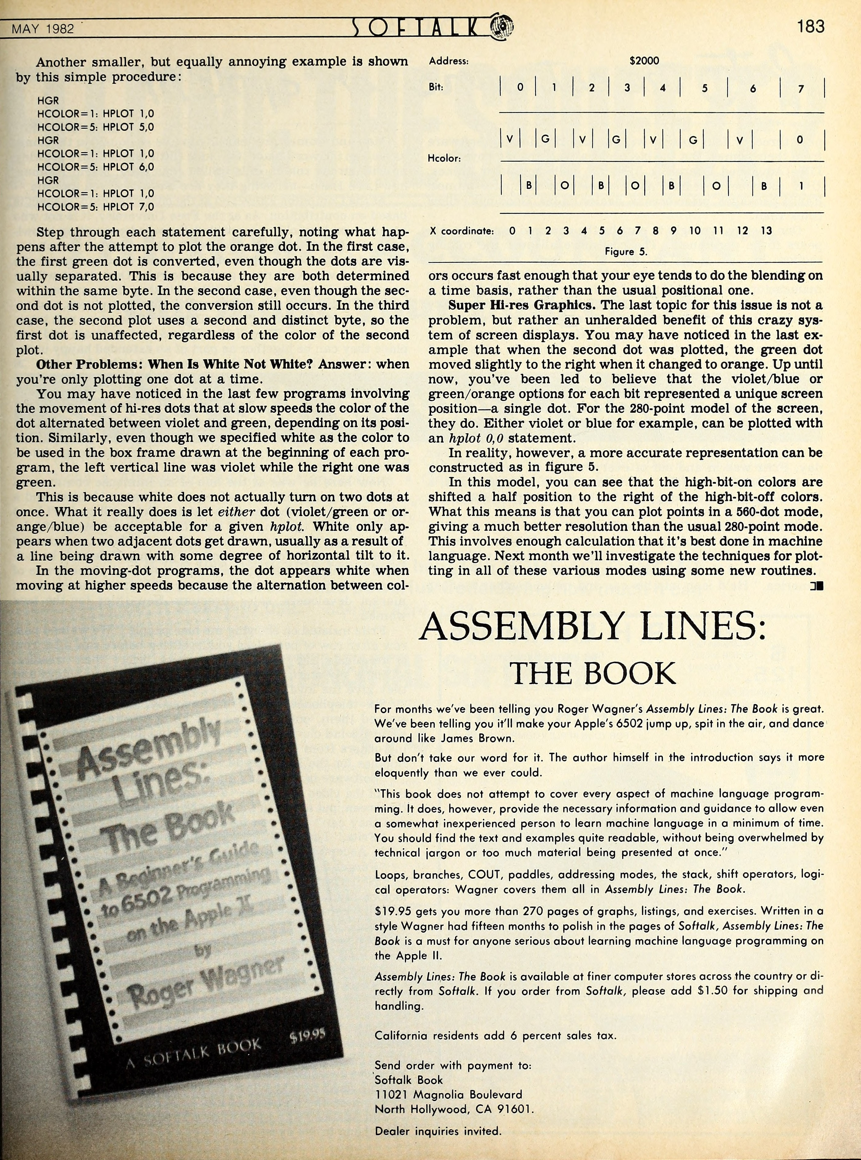 MAY 1982
SOFTALK
183
Another smaller, but equally annoying example is shown
by this simple procedure:
HGR
HCOLOR=1: HPLOT 1,0
HCOLOR=5: HPLOT 5,0
HGR
HCOLOR=1: HPLOT 1,0
HCOLOR=5: HPLOT 6,0
HGR
HCOLOR=1: HPLOT 1,0
HCOLOR=5: HPLOT 7,0
Step through each statement carefully, noting what hap-
pens after the attempt to plot the orange dot. In the first case,
the first green dot is converted, even though the dots are vis-
ually separated. This is because they are both determined
within the same byte. In the second case, even though the sec-
ond dot is not plotted, the conversion still occurs. In the third
case, the second plot uses a second and distinct byte, so the
first dot is unaffected, regardless of the color of the second
plot.
Other Problems: When Is White Not White? Answer: when
you're only plotting one dot at a time.
You may have noticed in the last few programs involving
the movement of hi-res dots that at slow speeds the color of the
dot alternated between violet and green, depending on its posi-
tion. Similarly, even though we specified white as the color to
be used in the box frame drawn at the beginning of each pro-
gram, the left vertical line was violet while the right one was
green.
This is because white does not actually turn on two dots at
once. What it really does is let either dot (violet/green or or-
ange/blue) be acceptable for a given hplot. White only ap-
pears when two adjacent dots get drawn, usually as a result of
a line being drawn with some degree of horizontal tilt to it.
In the moving-dot programs, the dot appears white when
moving at higher speeds because the alternation between col-
Address: $2000
Bit: 0 1 2 3 4 5 6 7
V G V G V G V 0
Hcolor:
B O B O B O B 1
X coordinate: 0 1 2 3 4 5 6 7 8 9 10 11 12 13
Figure 5.
ors occurs fast enough that your eye tends to do the blending on
a time basis, rather than the usual positional one.
Super Hi-res Graphics. The last topic for this issue is not a
problem, but rather an unheralded benefit of this crazy sys-
tem of screen displays. You may have noticed in the last ex-
ample that when the second dot was plotted, the green dot
moved slightly to the right when it changed to orange. Up until
now, you've been led to believe that the violet/blue or
green/orange options for each bit represented a unique screen
position—a single dot. For the 280-point model of the screen,
they do. Either violet or blue for example, can be plotted with
an hplot 0,0 statement.
In reality, however, a more accurate representation can be
constructed as in figure 5.
In this model, you can see that the high-bit-on colors are
shifted a half position to the right of the high-bit-off colors.
What this means is that you can plot points in a 560-dot mode,
giving a much better resolution than the usual 280-point mode.
This involves enough calculation that it's best done in machine
language. Next month we'll investigate the techniques for plot-
ting in all of these various modes using some new routines.
Assembly
Lines:
The Book
A Beginner's Guide
to 6502 Programming
on the Apple II
by
Roger Wagner
A SOFTALK BOOK $19.95
ASSEMBLY LINES:
THE BOOK
For months we've been telling you Roger Wagner's Assembly Lines: The Book is great.
We've been telling you it'll make your Apple's 6502 jump up, spit in the air, and dance
around like James Brown.
But don't take our word for it. The author himself in the introduction says it more
eloquently than we ever could.
"This book does not attempt to cover every aspect of machine language program-
ming. It does, however, provide the necessary information and guidance to allow even
a somewhat inexperienced person to learn machine language in a minimum of time.
You should find the text and examples quite readable, without being overwhelmed by
technical jargon or too much material being presented at once."
Loops, branches, COUT, paddles, addressing modes, the stack, shift operators, logi-
cal operators: Wagner covers them all in Assembly Lines: The Book.
$19.95 gets you more than 270 pages of graphs, listings, and exercises. Written in a
style Wagner had fifteen months to polish in the pages of Softalk, Assembly Lines: The
Book is a must for anyone serious about learning machine language programming on
the Apple II.
Assembly Lines: The Book is available at finer computer stores across the country or di-
rectly from Softalk. If you order from Softalk, please add $1.50 for shipping and
handling.
California residents add 6 percent sales tax.
Send order with payment to:
Softalk Book
11021 Magnolia Boulevard
North Hollywood, CA 91601.
Dealer inquiries invited.